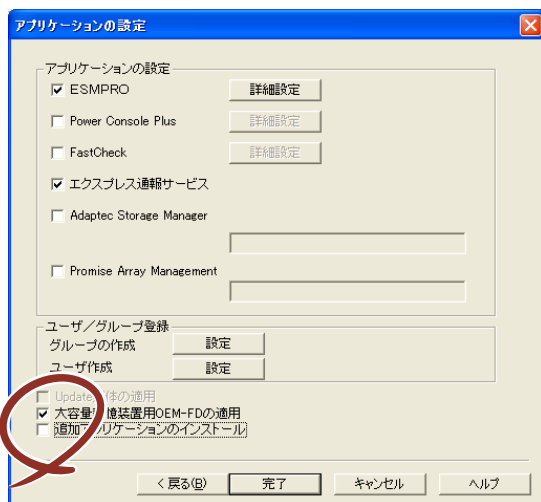 アプリケーションの設定
アプリケーションの設定
ESMPRO 詳細設定
Power Console Plus 詳細設定
FastCheck 詳細設定
エクスプレス通報サービス
Adaptec Storage Manager
Promise Array Management
ユーザ/グループ登録
グループの作成 設定
ユーザ作成 設定
Update 体の適用
大容量 憶装置用OEM-FDの適用
追加 プリケーションのインストール
< 戻る(B) 完了 キャンセル ヘルプ